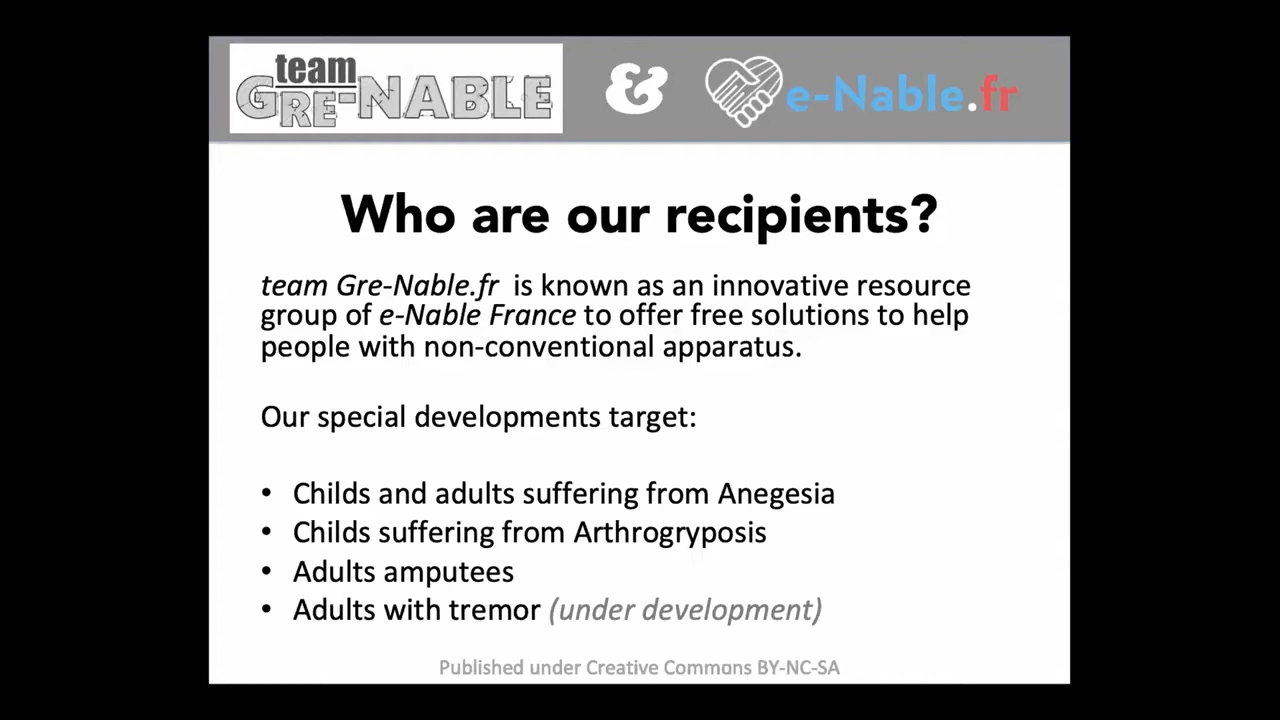 team
GRE-NABLE & e-Nable.fr
Who are our recipients?
team Gre-Nable.fr is known as an innovative resource
group of e-Nable France to offer free solutions to help
people with non-conventional apparatus.
Our special developments target:
• Childs and adults suffering from Anegesia
• Childs suffering from Arthrogryposis
• Adults amputees
• Adults with tremor (under development)
Published under Creative Commons BY-NC-SA